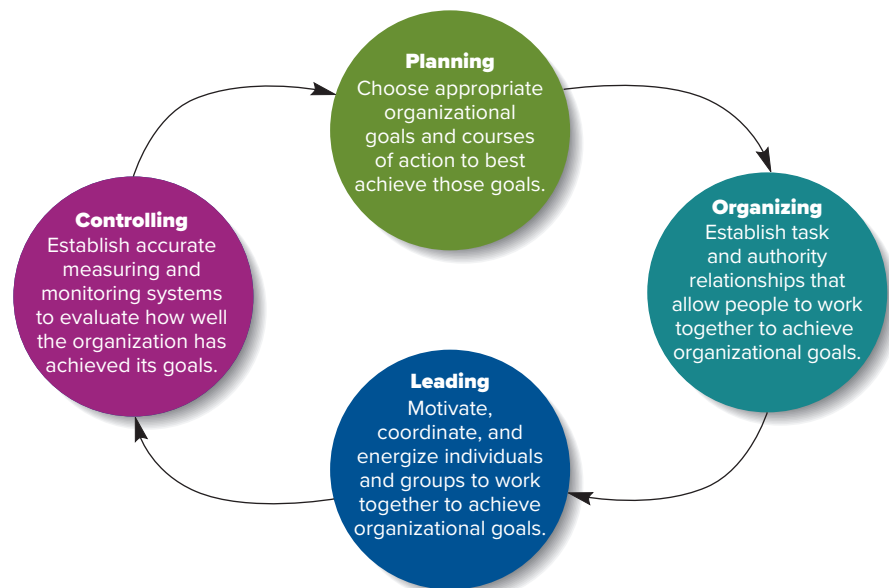 Planning
Choose appropriate
organizational
goals and courses
of action to best
achieve those goals.
Organizing
Establish task
and authority
relationships that
allow people to work
together to achieve
organizational goals.
Leading
Motivate,
coordinate, and
energize individuals
and groups to work
together to achieve
organizational goals.
Controlling
Establish accurate
measuring and
monitoring systems
to evaluate how well
the organization has
achieved its goals.